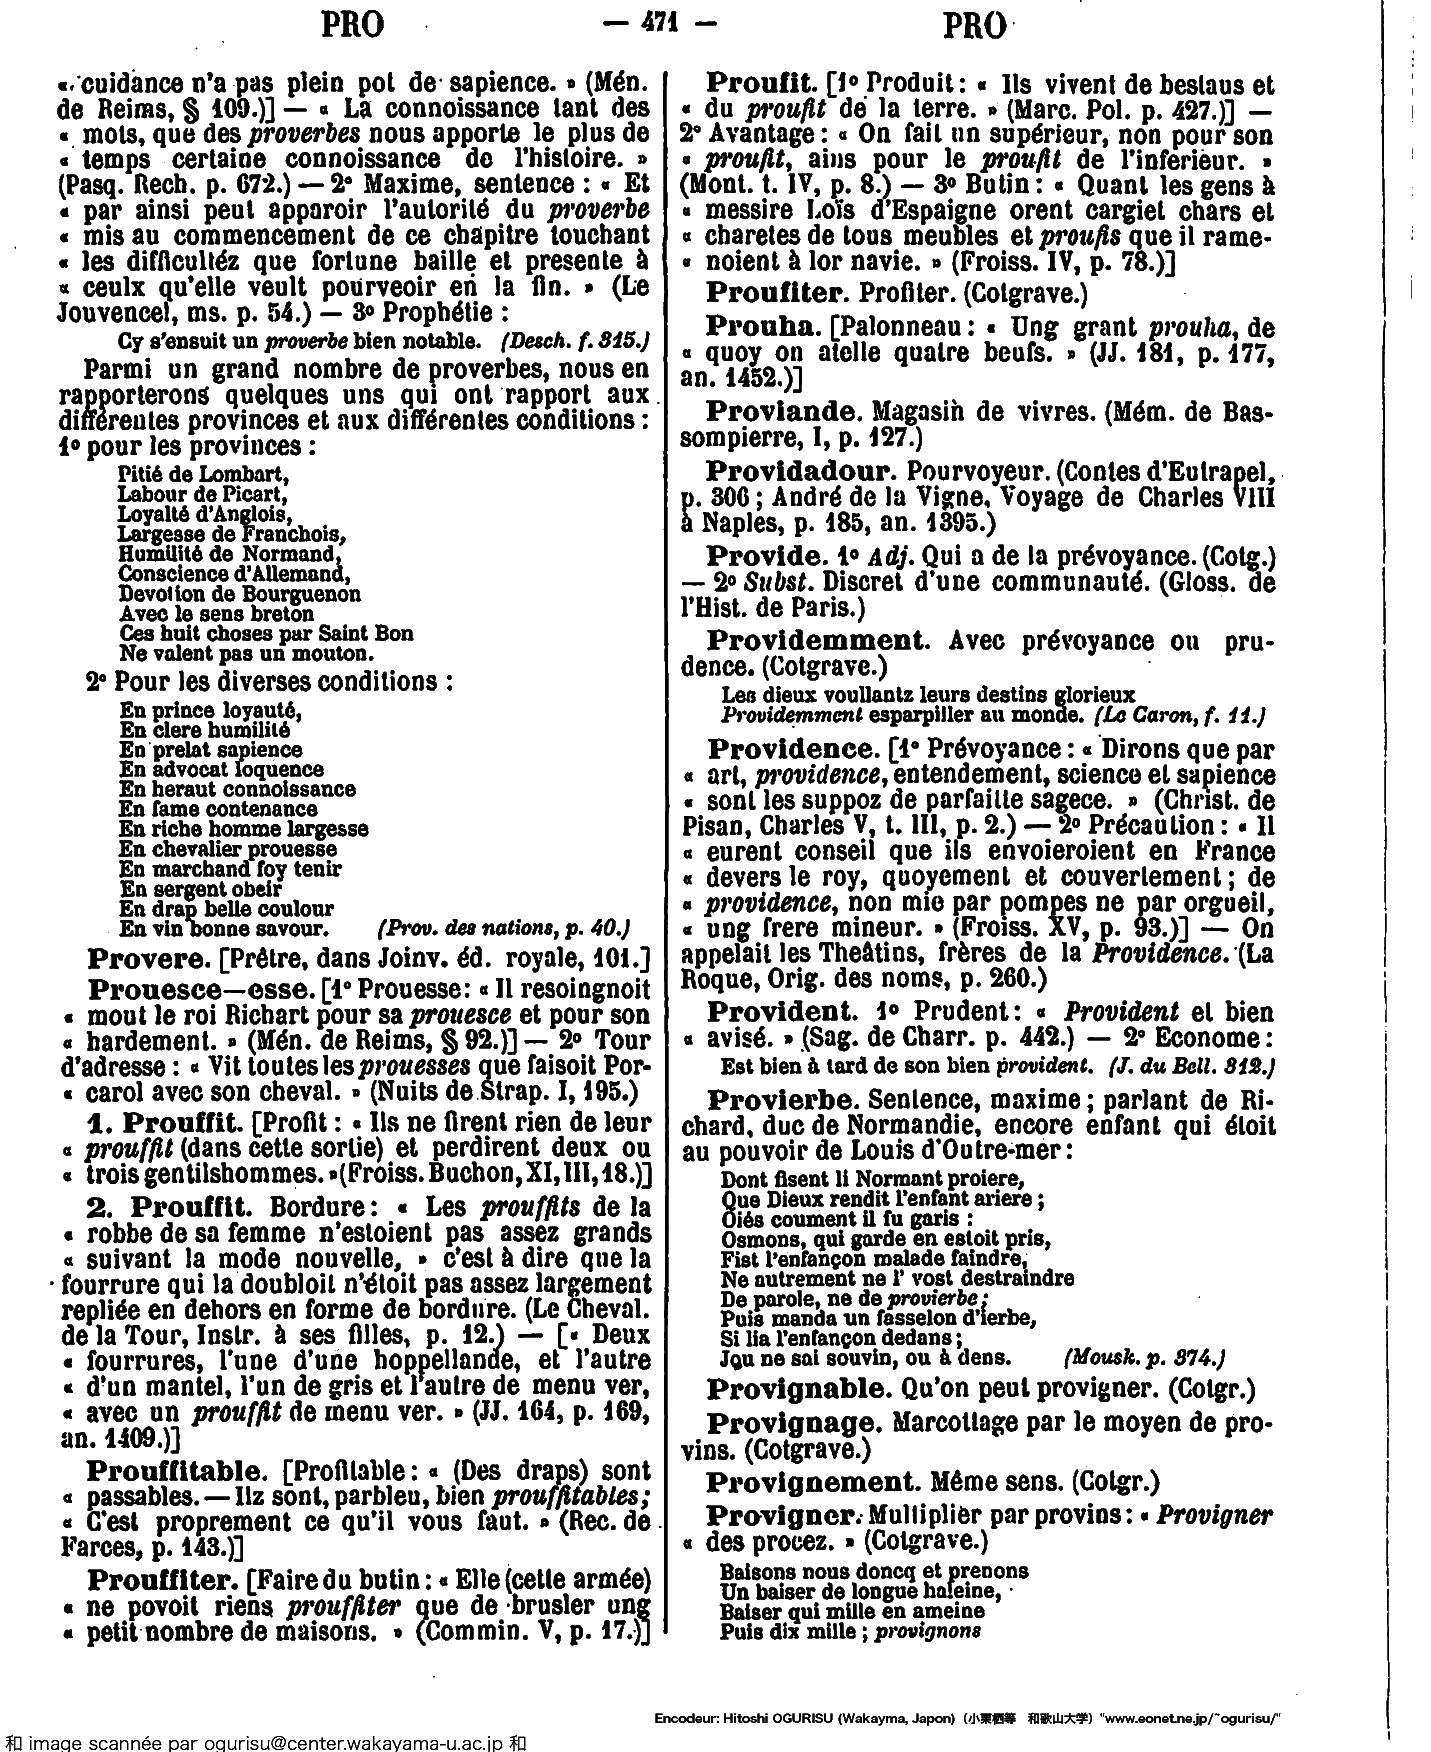 PRO — 471 — PRO
« cuidance n'a pas plein pot de sapience. » (Mén.
de Reims, § 109.)] — « La connoissance tant des
« mots, que des proverbes nous apporte le plus de
« temps certaine connoissance de l'histoire. »
(Pasq. Rech. p. 672.) — 2° Maxime, sentence : « Et
« par ainsi peut apparoir l'autorité du proverbe
« mis au commencement de ce chapitre touchant
« les difficultéz que fortune baille et presente à
« ceulx qu'elle veult pourveoir en la fin. » (Le
Jouvencel, ms. p. 54.) — 3° Prophétie :
Cy s'ensuit un proverbe bien notable. (Desch. f. 315.)
Parmi un grand nombre de proverbes, nous en
rapporterons quelques uns qui ont rapport aux
différentes provinces et aux différentes conditions :
1° pour les provinces :
Pitié de Lombart,
Labour de Picart,
Loyalté d'Anglois,
Largesse de Franchois,
Humilité de Normand,
Conscience d'Allemand,
Devotion de Bourguenon
Avec le sens breton
Ces huit choses par Saint Bon
Ne valent pas un mouton.
2° Pour les diverses conditions :
En prince loyauté,
En clere humilité
En prelat sapience
En advocat loquence
En heraut connoissance
En fame contenance
En riche homme largesse
En chevalier prouesse
En marchand foy tenir
En sergent obeir
En drap belle coulour
En vin bonne savour. (Prov. des nations, p. 40.)
Provere. [Prêtre, dans Joinv. éd. royale, 101.]
Prouesce—esse. [1° Prouesse: « Il resoingnoit
« mout le roi Richart pour sa prouesce et pour son
« hardement. » (Mén. de Reims, § 92.)] — 2° Tour
d'adresse : « Vit toutes les prouesses que faisoit Por-
« carol avec son cheval. » (Nuits de Strap. I, 195.)
1. Prouffit. [Profit : « Ils ne firent rien de leur
« prouffit (dans cette sortie) et perdirent deux ou
« trois gentilshommes. » (Froiss. Buchon, XI, III, 18.)]
2. Prouffit. Bordure : « Les prouffits de la
« robbe de sa femme n'estoient pas assez grands
« suivant la mode nouvelle, » c'est à dire que la
fourrure qui la doubloit n'étoit pas assez largement
repliée en dehors en forme de bordure. (Le Cheval.
de la Tour, Instr. à ses filles, p. 12.) — [« Deux
« fourrures, l'une d'une hoppellande, et l'autre
« d'un mantel, l'un de gris et l'autre de menu ver,
« avec un prouffit de menu ver. » (JJ. 164, p. 169,
an. 1409.)]
Prouffitable. [Profitable : « (Des draps) sont
« passables. — Ilz sont, parbleu, bien prouffitables;
« C'est proprement ce qu'il vous faut. » (Rec. de
Farces, p. 143.)]
Prouffiter. [Faire du butin : « Elle (cette armée)
« ne povoit riens prouffiter que de brusler ung
« petit nombre de maisons. » (Commin. V, p. 17.)]
Proufit. [1° Produit : « Ils vivent de bestaus et
« du proufit de la terre. » (Marc. Pol. p. 427.)] —
2° Avantage : « On fait un supérieur, non pour son
« proufit, ains pour le proufit de l'inferieur. »
(Mont. t. IV, p. 8.) — 3° Butin : « Quant les gens à
« messire Loïs d'Espaigne orent cargiet chars et
« charetes de tous meubles et proufis que il rame-
« noient à lor navie. » (Froiss. IV, p. 78.)]
Proufiter. Profiter. (Cotgrave.)
Prouha. [Palonneau : « Ung grant prouha, de
« quoy on atelle quatre beufs. » (JJ. 181, p. 177,
an. 1452.)]
Proviande. Magasin de vivres. (Mém. de Bas-
sompierre, I, p. 127.)
Providadour. Pourvoyeur. (Contes d'Eutrapel,
p. 306 ; André de la Vigne, Voyage de Charles VIII
à Naples, p. 185, an. 1395.)
Provide. 1° Adj. Qui a de la prévoyance. (Cotg.)
— 2° Subst. Discret d'une communauté. (Gloss. de
l'Hist. de Paris.)
Providemment. Avec prévoyance ou pru-
dence. (Cotgrave.)
Les dieux voullantz leurs destins glorieux
Providemment esparpiller au monde. (Le Caron, f. 11.)
Providence. [1° Prévoyance : « Dirons que par
« art, providence, entendement, science et sapience
« sont les suppoz de parfaitte sagece. » (Christ. de
Pisan, Charles V, t. III, p. 2.) — 2° Précaution : « Il
« eurent conseil que ils envoieroient en France
« devers le roy, quoyement et couvertement ; de
« providence, non mie par pompes ne par orgueil,
« ung frere mineur. » (Froiss. XV, p. 93.)] — On
appelait les Theâtins, frères de la Providence. (La
Roque, Orig. des noms, p. 260.)
Provident. 1° Prudent : « Provident et bien
« avisé. » (Sag. de Charr. p. 442.) — 2° Econome :
Est bien à tard de son bien provident. (J. du Bell. 312.)
Provierbe. Sentence, maxime ; parlant de Ri-
chard, duc de Normandie, encore enfant qui étoit
au pouvoir de Louis d'Outre-mer :
Dont fisent li Normant proiere,
Que Dieux rendit l'enfant ariere ;
Oiés coument il fu garis :
Osmons, qui garde en estoit pris,
Fist l'enfançon malade faindre,
Ne autrement ne l' vost destraindre
De parole, ne de provierbe ;
Puis manda un fasselon d'ierbe,
Si lia l'enfançon dedans ;
Jou ne sai souvin, ou à dens. (Mousk. p. 374.)
Provignable. Qu'on peut provigner. (Cotgr.)
Provignage. Marcottage par le moyen de pro-
vins. (Cotgrave.)
Provignement. Même sens. (Cotgr.)
Provigner. Multiplier par provins : « Provigner
« des procez. » (Cotgrave.)
Baisons nous doncq et prenons
Un baiser de longue haleine,
Baiser qui mille en ameine
Puis dix mille ; provignons
Encodeur: Hitoshi OGURISU (Wakayma, Japon) (小栗栖等 和歌山大学) "www.eonet.ne.jp/~ogurisu/"
和 image scannée par ogurisu@center.wakayama-u.ac.jp 和